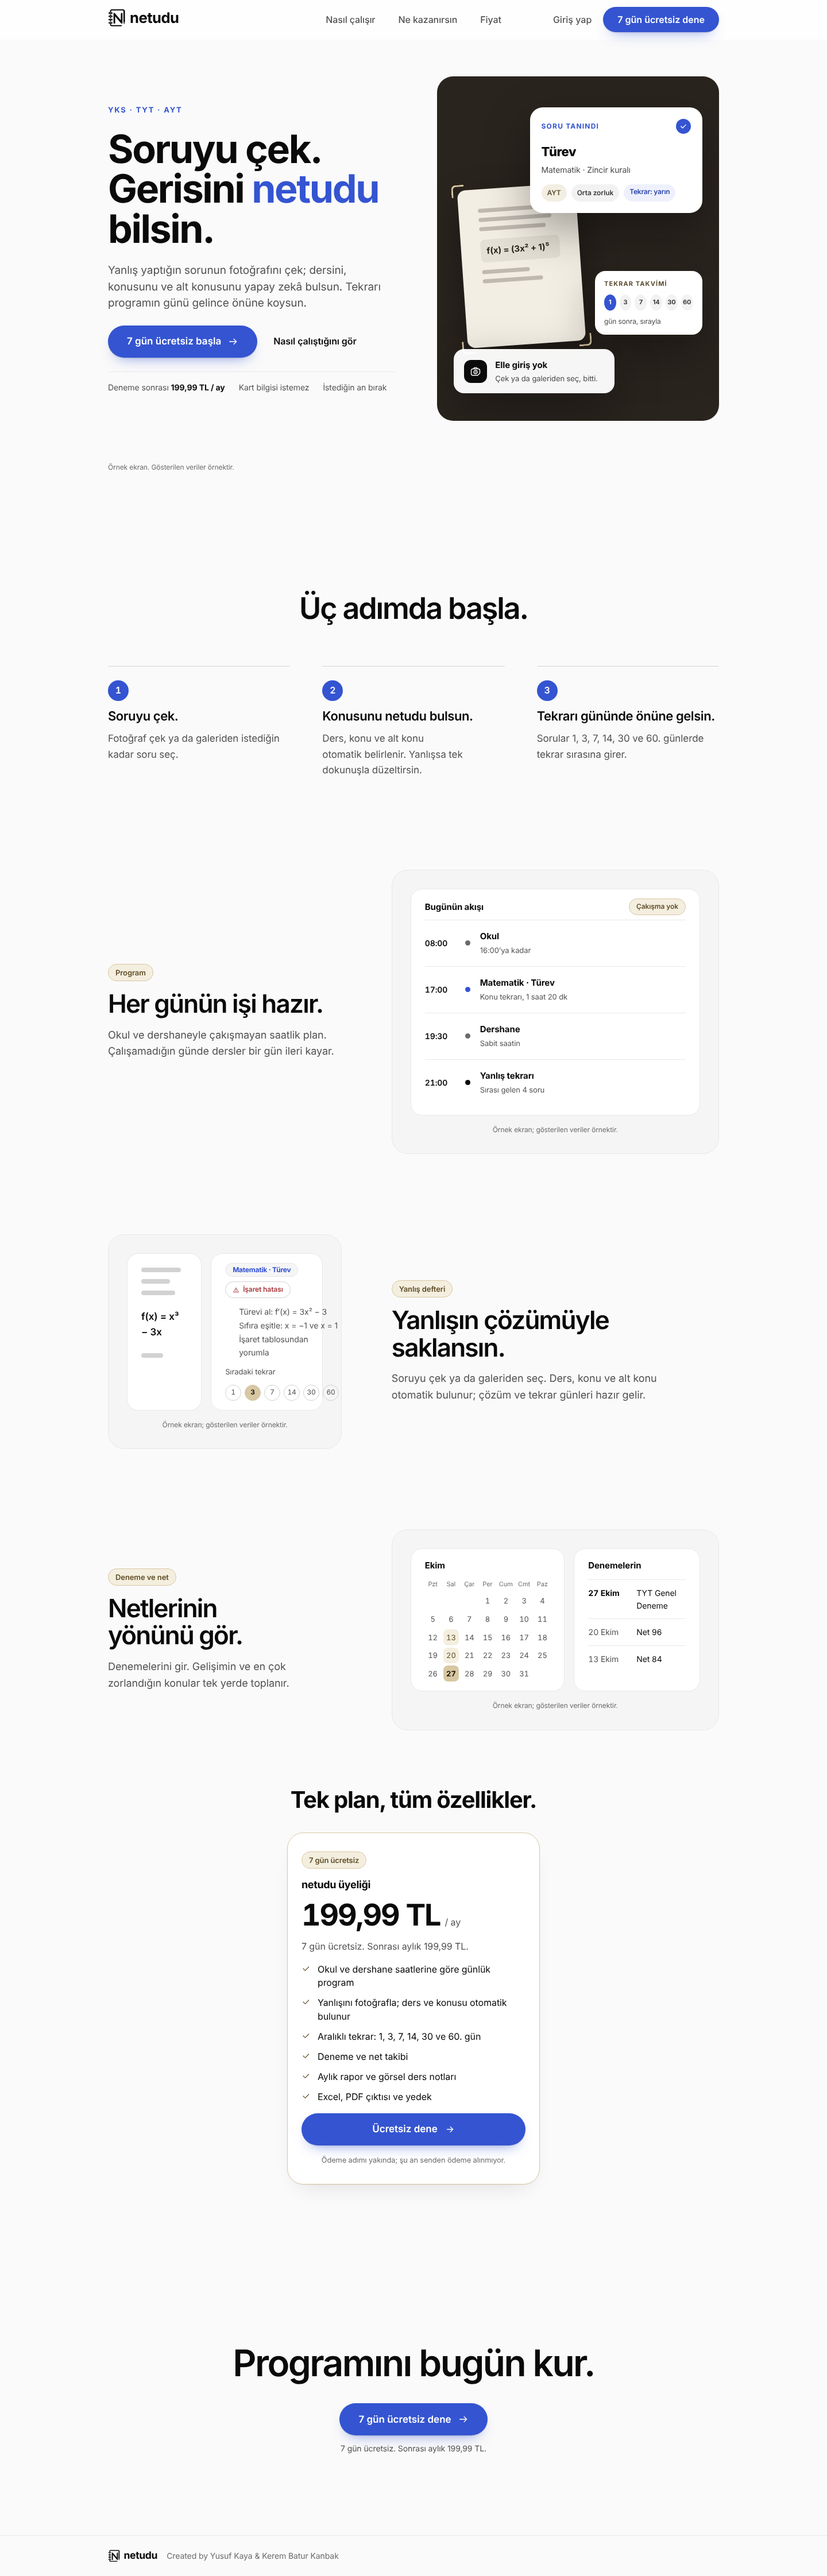 netudu
Nasıl çalışır
Ne kazanırsın
Fiyat
Giriş yap
7 gün ücretsiz dene
YKS · TYT · AYT
Soruyu çek.
Gerisini netudu
bilsin.
Yanlış yaptığın sorunun fotoğrafını çek; dersini,
konusunu ve alt konusunu yapay zekâ bulsun. Tekrarı
programın günü gelince önüne koysun.
7 gün ücretsiz başla →
Nasıl çalıştığını gör
Deneme sonrası 199,99 TL / ay
Kart bilgisi istemez
İstediğin an bırak
SORU TANINDI
Türev
Matematik · Zincir kuralı
AYT
Orta zorluk
Tekrar: yarın
f(x) = (3x² + 1)⁵
TEKRAR TAKVİMİ
1 3 7 14 30 60
gün sonra, sırayla
Elle giriş yok
Çek ya da galeriden seç, bitti.
Örnek ekran. Gösterilen veriler örnektir.
Üç adımda başla.
1
Soruyu çek.
Fotoğraf çek ya da galeriden istediğin
kadar soru seç.
2
Konusunu netudu bulsun.
Ders, konu ve alt konu
otomatik belirlenir. Yanlışsa tek
dokunuşla düzeltirsin.
3
Tekrarı gününde önüne gelsin.
Sorular 1, 3, 7, 14, 30 ve 60. günlerde
tekrar sırasına girer.
Program
Her günün işi hazır.
Okul ve dershaneyle çakışmayan saatlik plan.
Çalışamadığın günde dersler bir gün ileri kayar.
Bugünün akışı
Çakışma yok
08:00
Okul
16:00'ya kadar
17:00
Matematik · Türev
Konu tekrarı, 1 saat 20 dk
19:30
Dershane
Sabit saatin
21:00
Yanlış tekrarı
Sırası gelen 4 soru
Örnek ekran; gösterilen veriler örnektir.
f(x) = x³
− 3x
Matematik · Türev
İşaret hatası
Türevi al: f′(x) = 3x² − 3
Sıfıra eşitle: x = −1 ve x = 1
İşaret tablosundan
yorumla
Sıradaki tekrar
1 3 7 14 30 60
Örnek ekran; gösterilen veriler örnektir.
Yanlış defteri
Yanlışın çözümüyle
saklansın.
Soruyu çek ya da galeriden seç. Ders, konu ve alt konu
otomatik bulunur; çözüm ve tekrar günleri hazır gelir.
Deneme ve net
Netlerinin
yönünü gör.
Denemelerini gir. Gelişimin ve en çok
zorlandığın konular tek yerde toplanır.
Ekim
Pzt Sal Çar Per Cum Cmt Paz
1 2 3 4
5 6 7 8 9 10 11
12 13 14 15 16 17 18
19 20 21 22 23 24 25
26 27 28 29 30 31
Denemelerin
27 Ekim TYT Genel
Deneme
20 Ekim Net 96
13 Ekim Net 84
Örnek ekran; gösterilen veriler örnektir.
Tek plan, tüm özellikler.
7 gün ücretsiz
netudu üyeliği
199,99 TL / ay
7 gün ücretsiz. Sonrası aylık 199,99 TL.
Okul ve dershane saatlerine göre günlük
program
Yanlışını fotoğrafla; ders ve konusu otomatik
bulunur
Aralıklı tekrar: 1, 3, 7, 14, 30 ve 60. gün
Deneme ve net takibi
Aylık rapor ve görsel ders notları
Excel, PDF çıktısı ve yedek
Ücretsiz dene →
Ödeme adımı yakında; şu an senden ödeme alınmıyor.
Programını bugün kur.
7 gün ücretsiz dene →
7 gün ücretsiz. Sonrası aylık 199,99 TL.
netudu
Created by Yusuf Kaya & Kerem Batur Kanbak